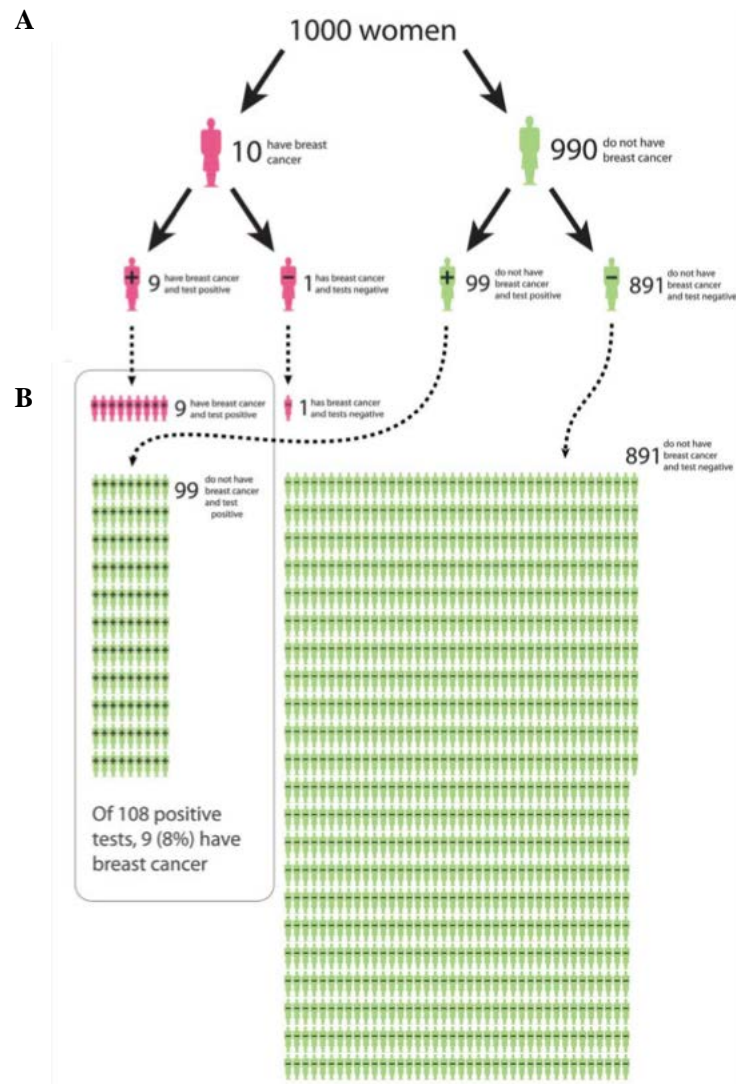 A
1000 women
10 have breast
cancer
990 do not have
breast cancer
+
-
+
-
9 have breast cancer
and test positive
1 has breast cancer
and tests negative
99 do not have
breast cancer
and test positive
891 do not have
breast cancer
and test negative
B
9 have breast cancer
and test positive
1 has breast cancer
and tests negative
891 do not have
breast cancer
and test negative
99 do not have
breast cancer
and test
positive
Of 108 positive
tests, 9 (8%) have
breast cancer